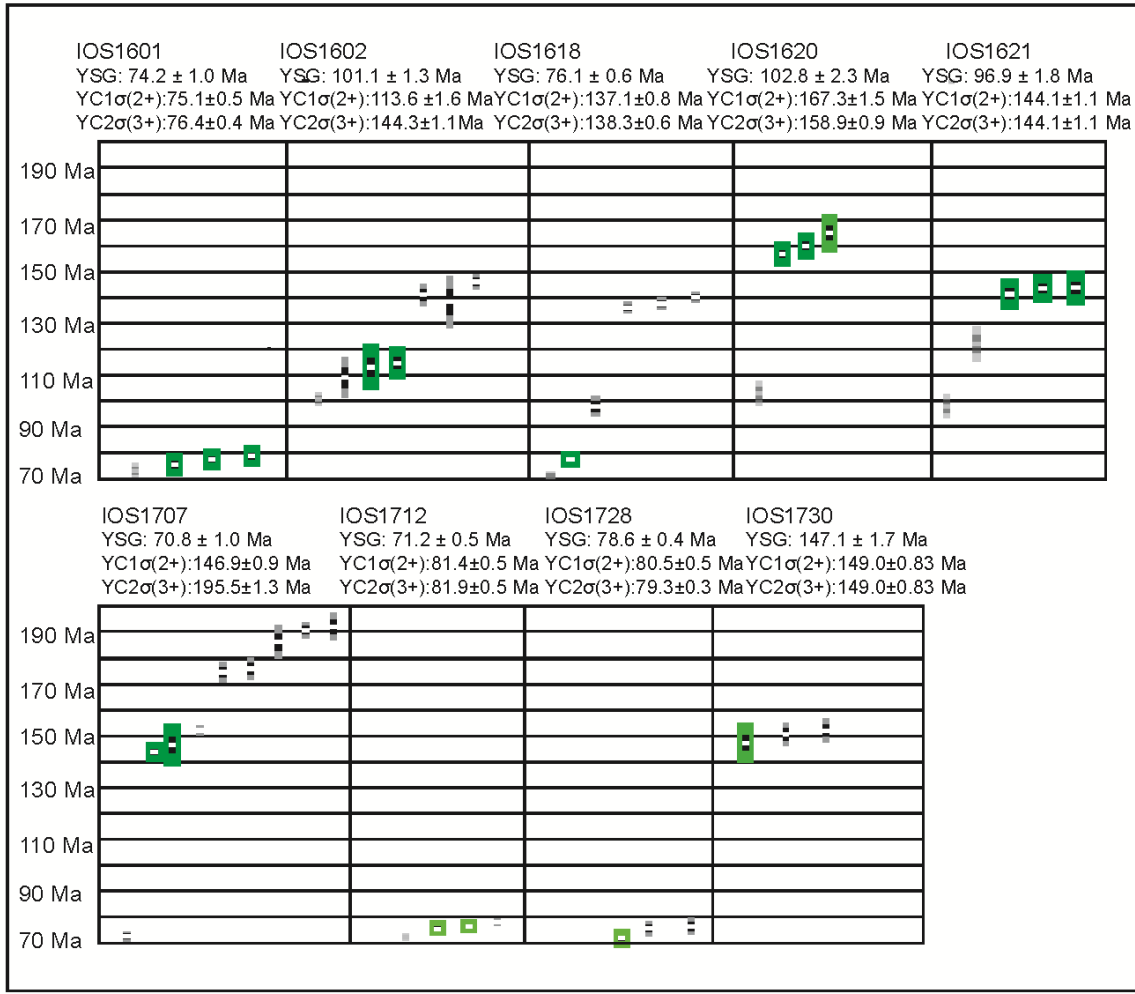 IOS1601 IOS1602 IOS1618 IOS1620 IOS1621
YSG: 74.2 ± 1.0 Ma YSG: 101.1 ± 1.3 Ma YSG: 76.1 ± 0.6 Ma YSG: 102.8 ± 2.3 Ma YSG: 96.9 ± 1.8 Ma
YC1σ(2+):75.1±0.5 Ma YC1σ(2+):113.6 ±1.6 Ma YC1σ(2+):137.1±0.8 Ma YC1σ(2+):167.3±1.5 Ma YC1σ(2+):144.1±1.1 Ma
YC2σ(3+):76.4±0.4 Ma YC2σ(3+):144.3±1.1Ma YC2σ(3+):138.3±0.6 Ma YC2σ(3+):158.9±0.9 Ma YC2σ(3+):144.1±1.1 Ma
190 Ma
170 Ma
150 Ma
130 Ma
110 Ma
90 Ma
70 Ma
IOS1707 IOS1712 IOS1728 IOS1730
YSG: 70.8 ± 1.0 Ma YSG: 71.2 ± 0.5 Ma YSG: 78.6 ± 0.4 Ma YSG: 147.1 ± 1.7 Ma
YC1σ(2+):146.9±0.9 Ma YC1σ(2+):81.4±0.5 Ma YC1σ(2+):80.5±0.5 Ma YC1σ(2+):149.0±0.83 Ma
YC2σ(3+):195.5±1.3 Ma YC2σ(3+):81.9±0.5 Ma YC2σ(3+):79.3±0.3 Ma YC2σ(3+):149.0±0.83 Ma
190 Ma
170 Ma
150 Ma
130 Ma
110 Ma
90 Ma
70 Ma